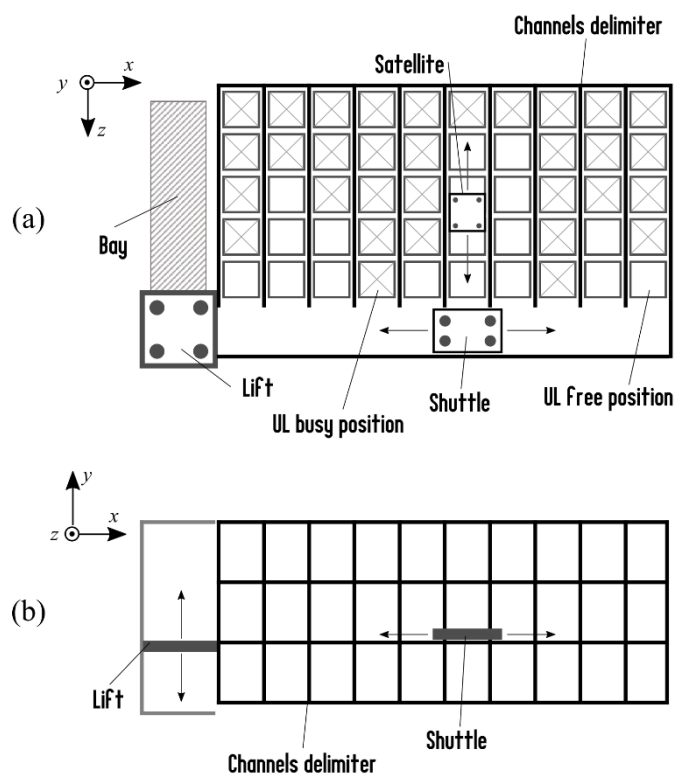 Channels delimiter
Satellite
y
x
z
(a)
Bay
Lift
UL busy position
Shuttle
UL free position
y
x
z
(b)
Lift
Shuttle
Channels delimiter